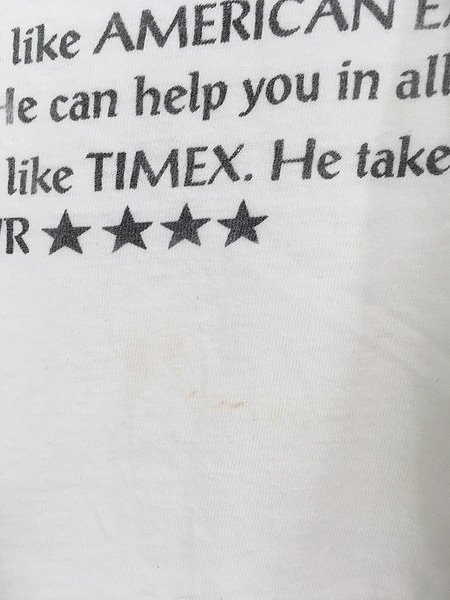 like AMERICAN E
He can help you in all
like TIMEX. He take
R ★★★★